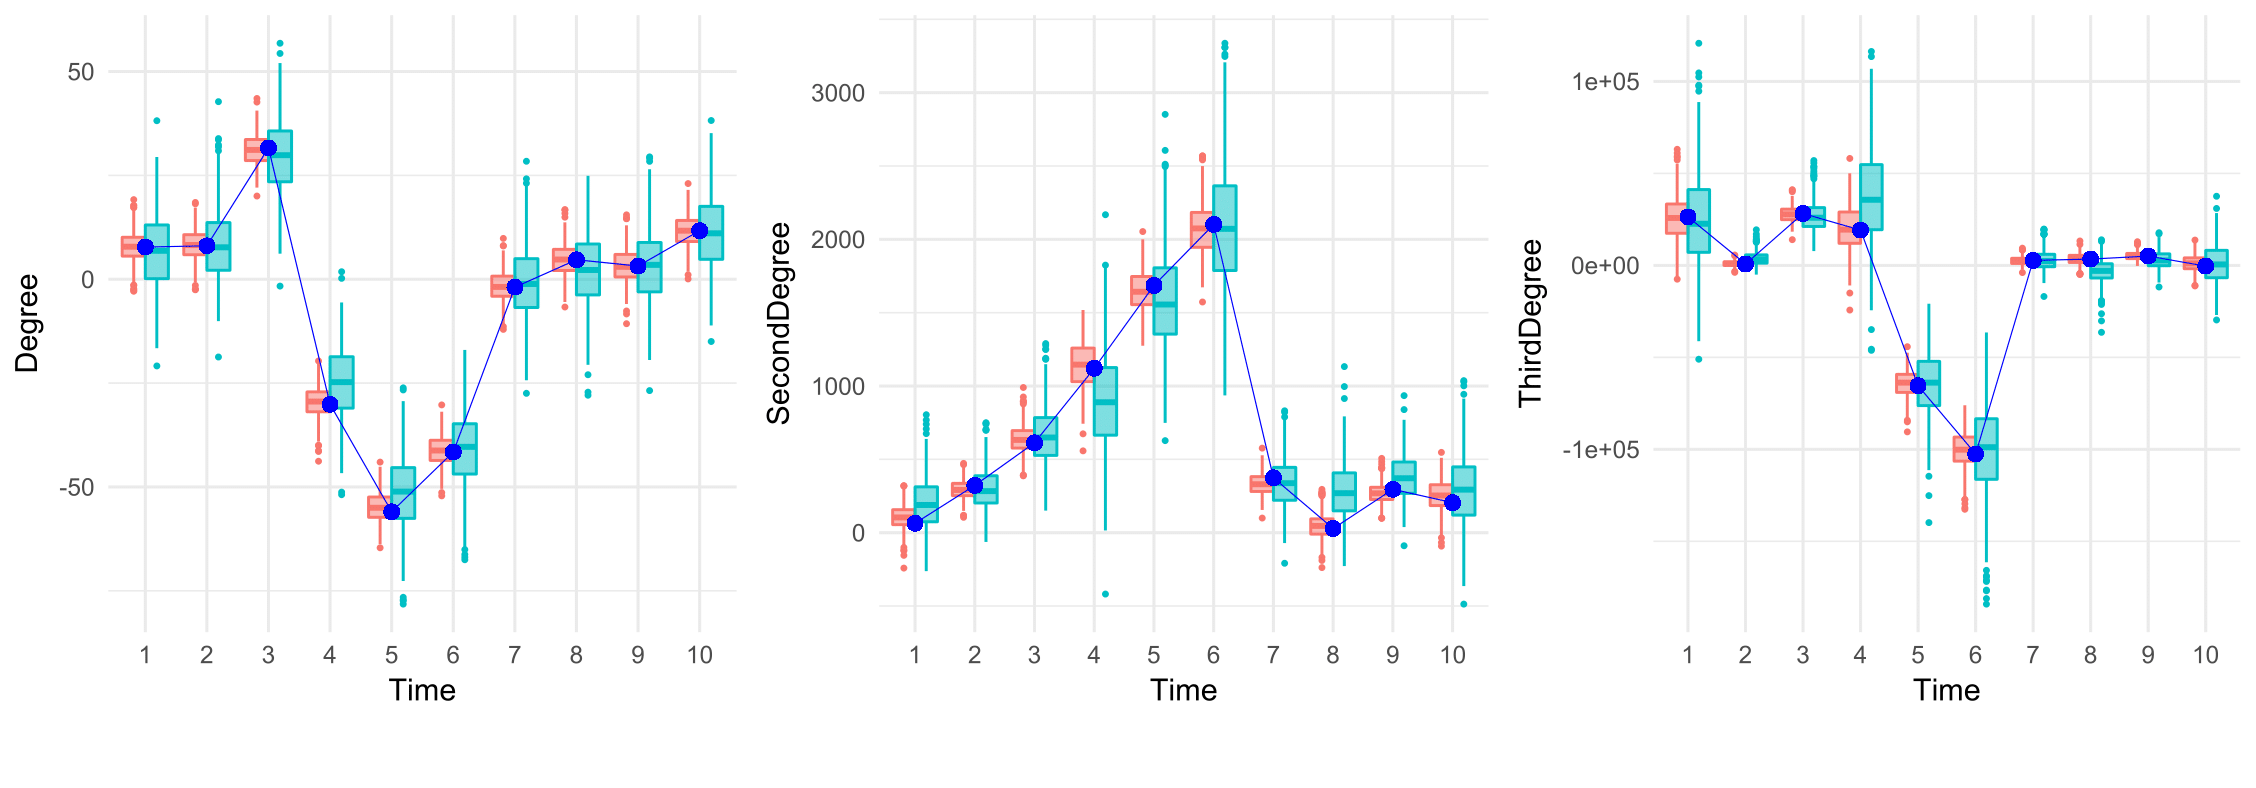 Degree
50
0
-50
1 2 3 4 5 6 7 8 9 10
Time
SecondDegree
3000
2000
1000
0
1 2 3 4 5 6 7 8 9 10
Time
ThirdDegree
1e+05
0e+00
-1e+05
1 2 3 4 5 6 7 8 9 10
Time